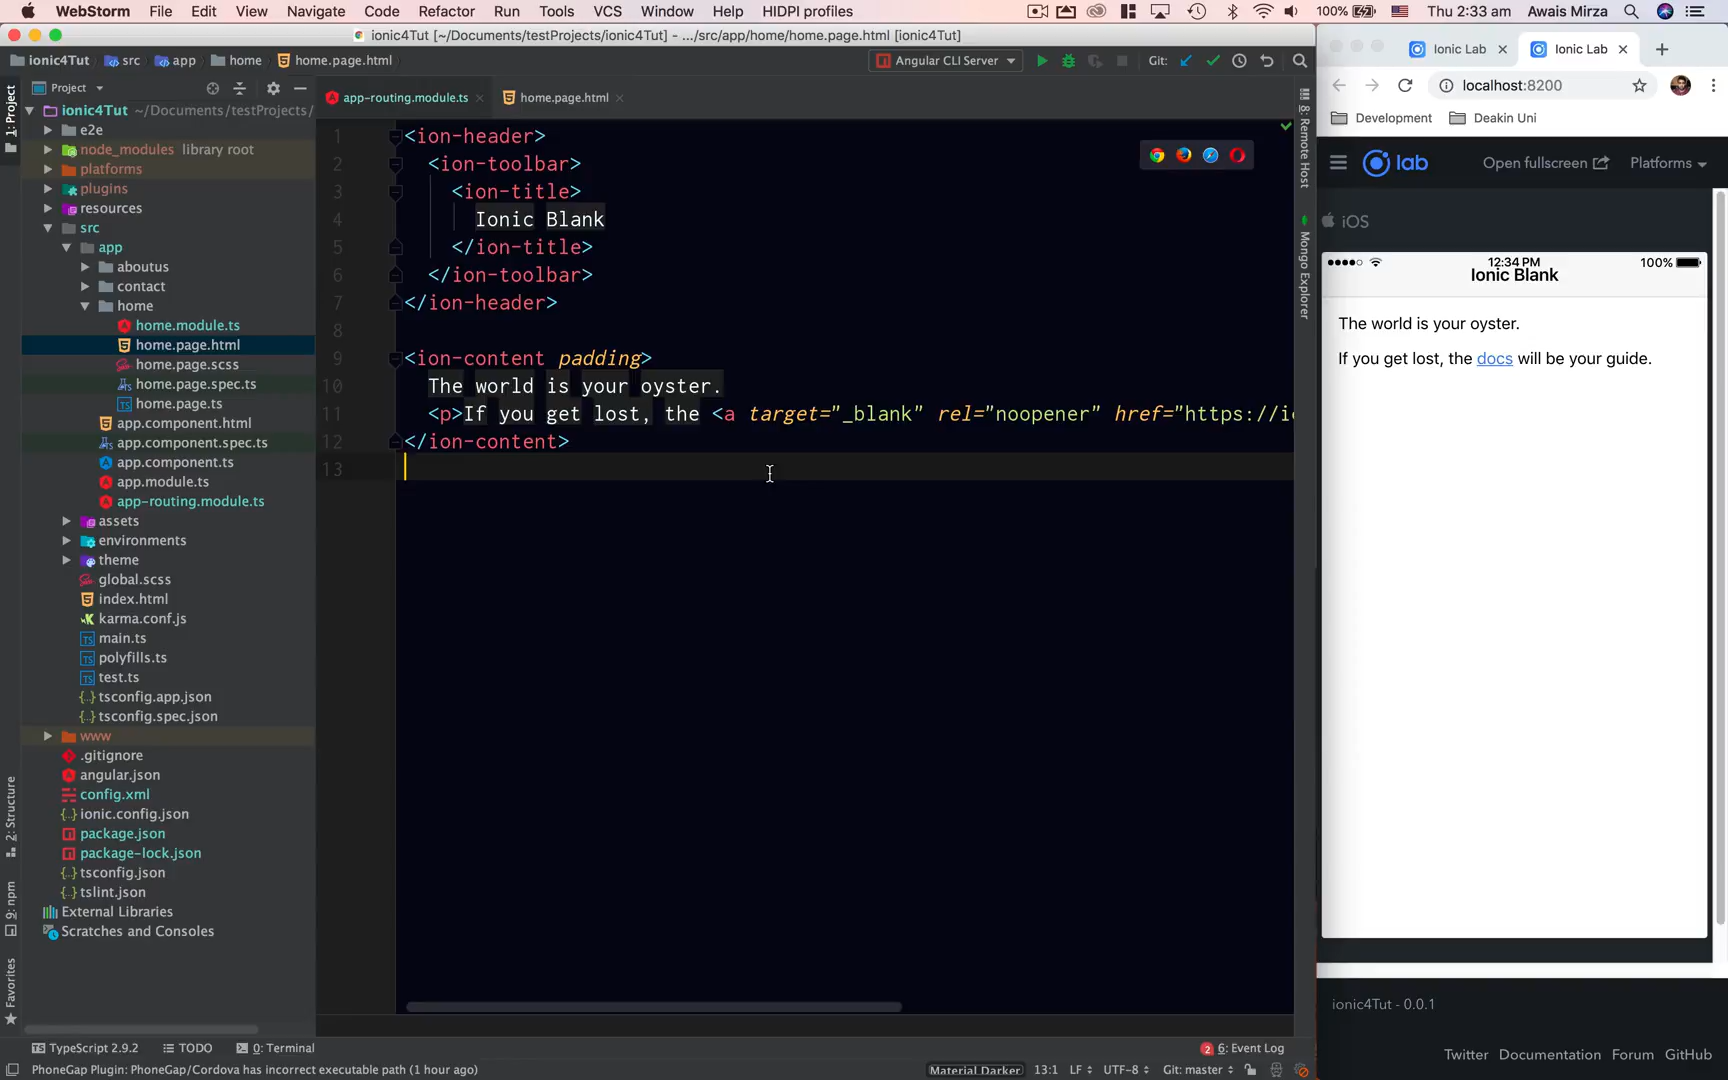 WebStorm File Edit View Navigate Code Refactor Run Tools VCS Window Help HIDPI profiles 100% Thu 2:33 am Awais Mirza
ionic4Tut [~/Documents/testProjects/ionic4Tut] - .../src/app/home/home.page.html [ionic4Tut]
ionic4Tut src app home home.page.html Angular CLI Server Git:
Project
app-routing.module.ts home.page.html
1: Project
2: Structure
9: npm
Favorites
ionic4Tut ~/Documents/testProjects/
e2e
node_modules library root
platforms
plugins
resources
src
app
aboutus
contact
home
home.module.ts
home.page.html
home.page.scss
home.page.spec.ts
home.page.ts
app.component.html
app.component.spec.ts
app.component.ts
app.module.ts
app-routing.module.ts
assets
environments
theme
global.scss
index.html
karma.conf.js
main.ts
polyfills.ts
test.ts
tsconfig.app.json
tsconfig.spec.json
www
.gitignore
angular.json
config.xml
ionic.config.json
package.json
package-lock.json
tsconfig.json
tslint.json
External Libraries
Scratches and Consoles
1 <ion-header>
2 <ion-toolbar>
3 <ion-title>
4 Ionic Blank
5 </ion-title>
6 </ion-toolbar>
7 </ion-header>
8
9 <ion-content padding>
10 The world is your oyster.
11 <p>If you get lost, the <a target="_blank" rel="noopener" href="https://i
12 </ion-content>
13
8: Remote Host
Mongo Explorer
Ionic Lab Ionic Lab
localhost:8200
Development Deakin Uni
lab Open fullscreen Platforms
iOS
12:34 PM 100%
Ionic Blank
The world is your oyster.
If you get lost, the docs will be your guide.
ionic4Tut - 0.0.1
Twitter Documentation Forum GitHub
TypeScript 2.9.2 TODO 0: Terminal 2 6: Event Log
PhoneGap Plugin: PhoneGap/Cordova has incorrect executable path (1 hour ago) Material Darker 13:1 LF UTF-8 Git: master